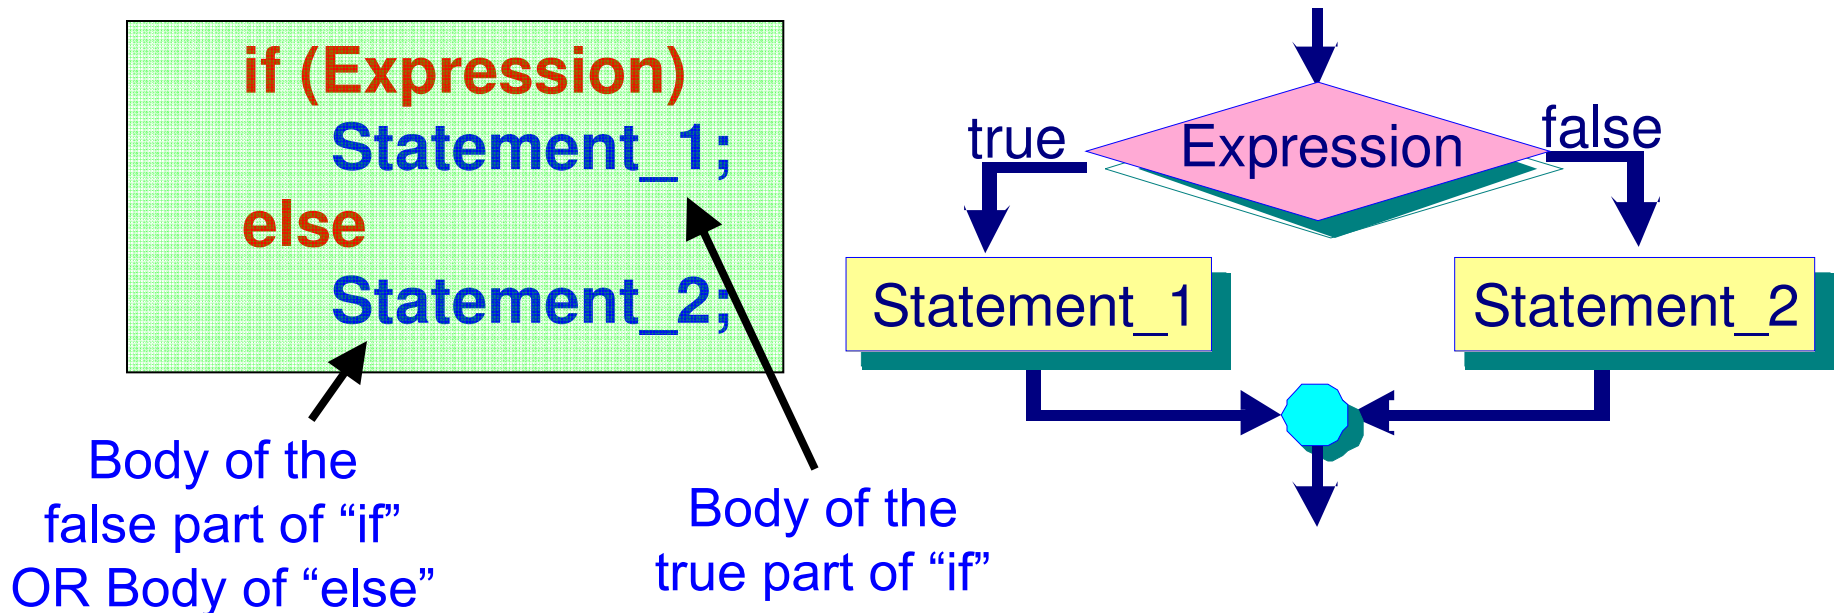 if (Expression)
Statement_1;
else
Statement_2;
Body of the
false part of “if”
OR Body of “else”
Body of the
true part of “if”
true
Expression
false
Statement_1
Statement_2